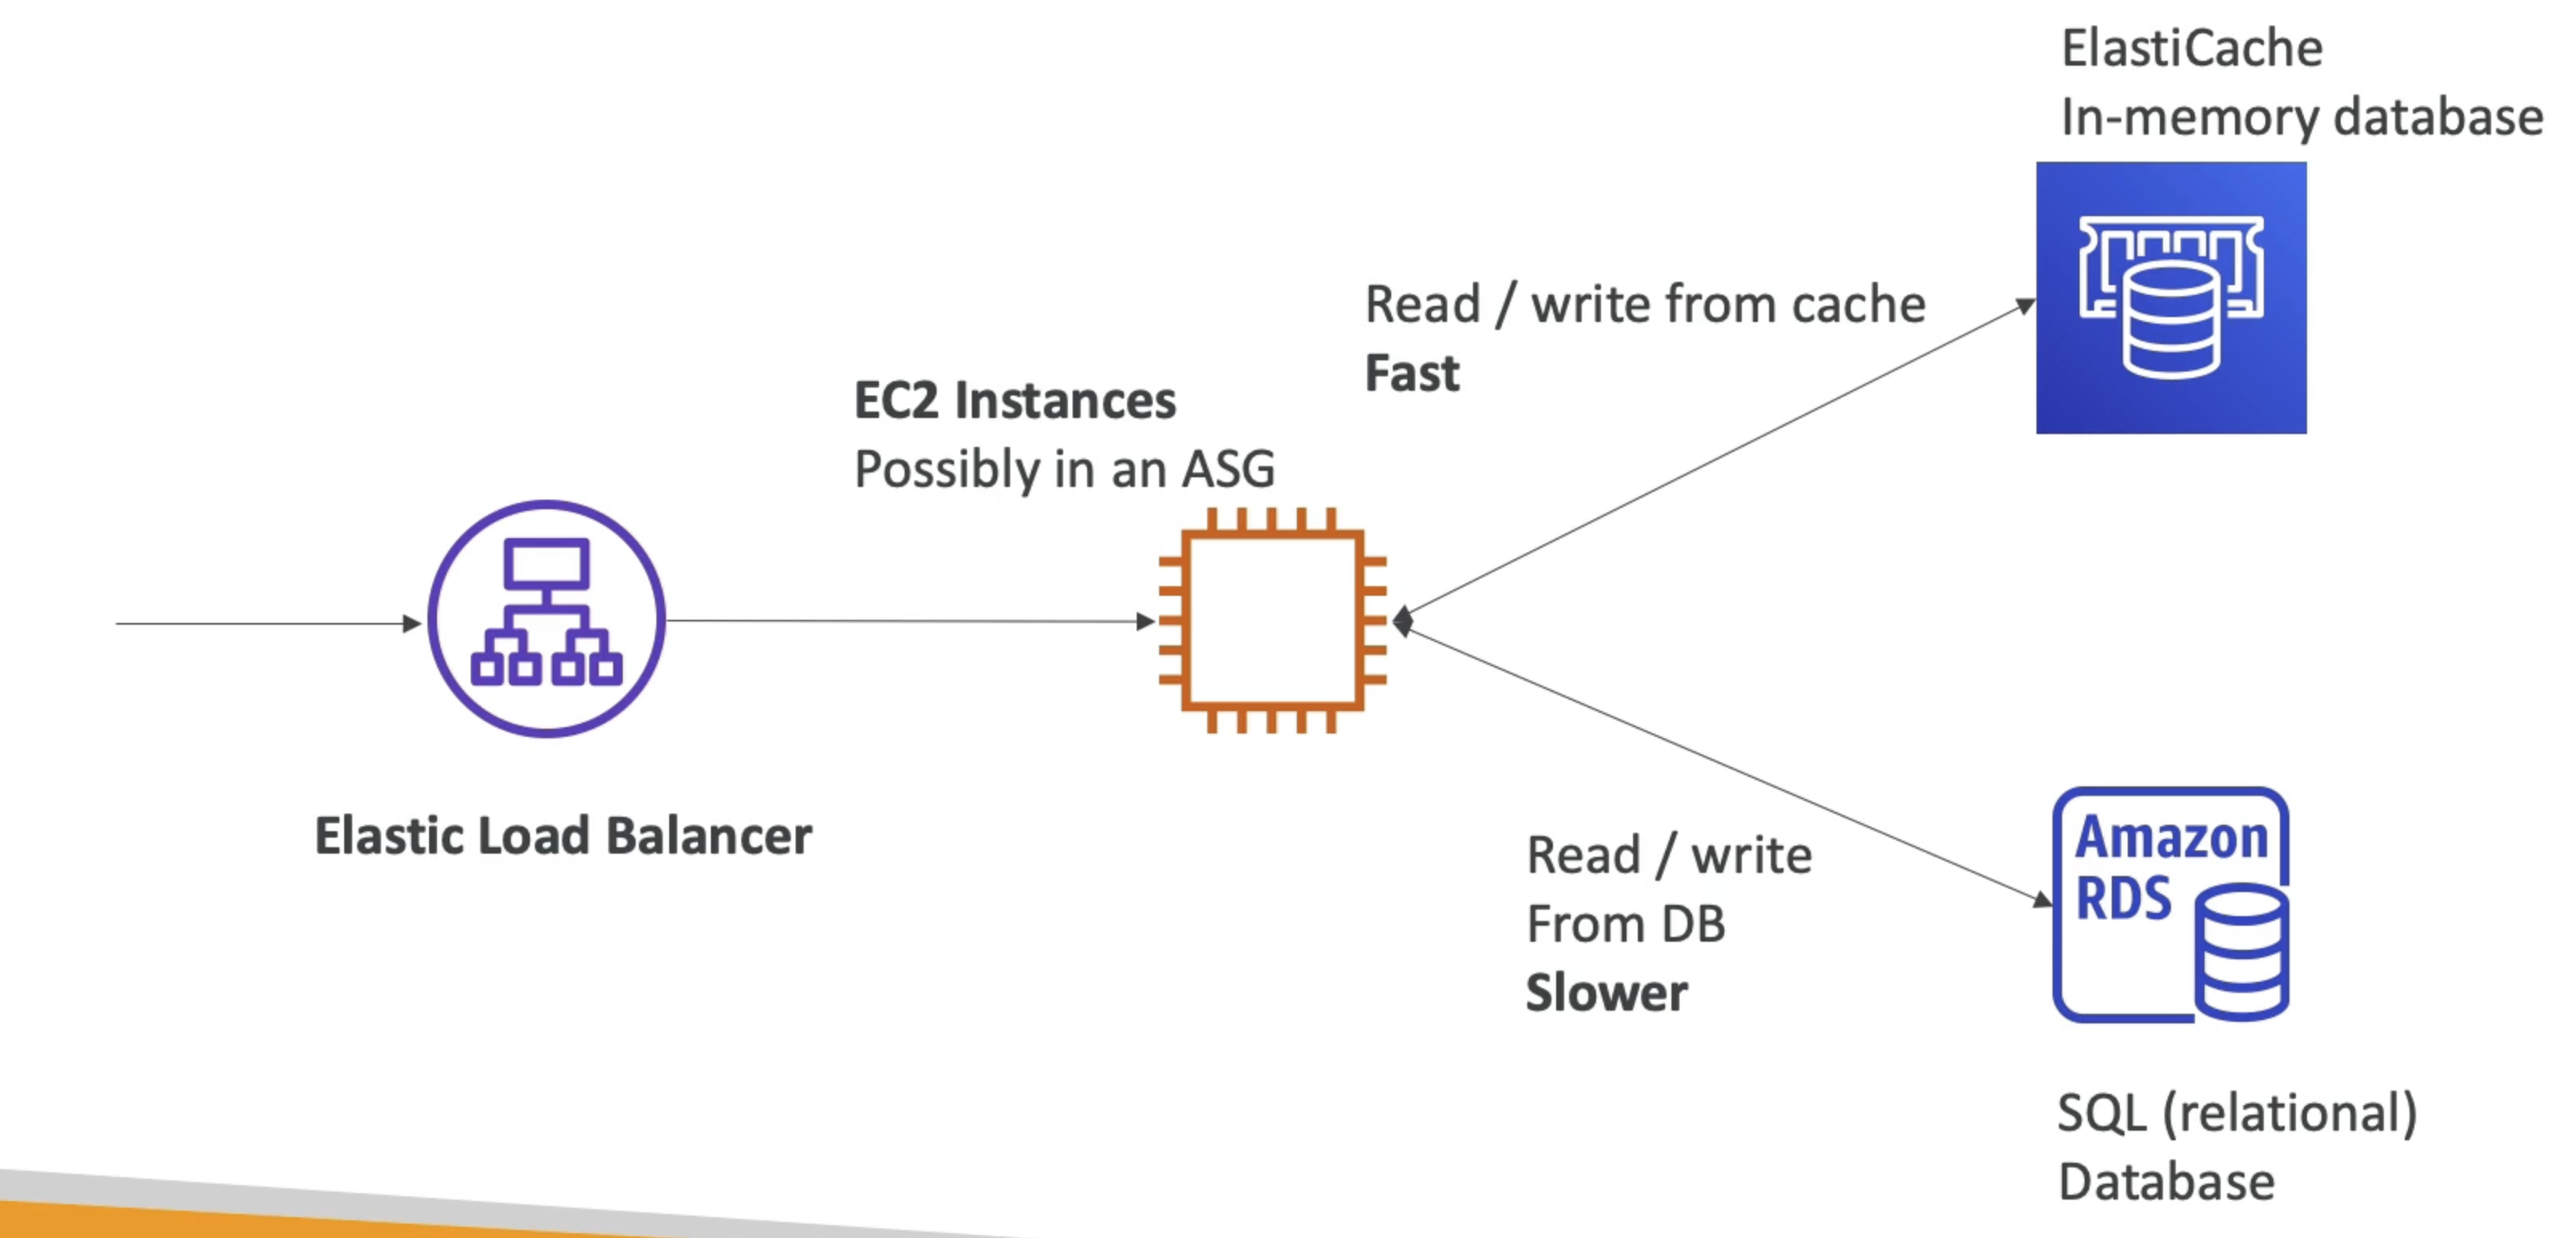 ElastiCache
In-memory database
Read / write from cache
Fast
EC2 Instances
Possibly in an ASG
Elastic Load Balancer
Read / write
From DB
Slower
Amazon
RDS
SQL (relational)
Database